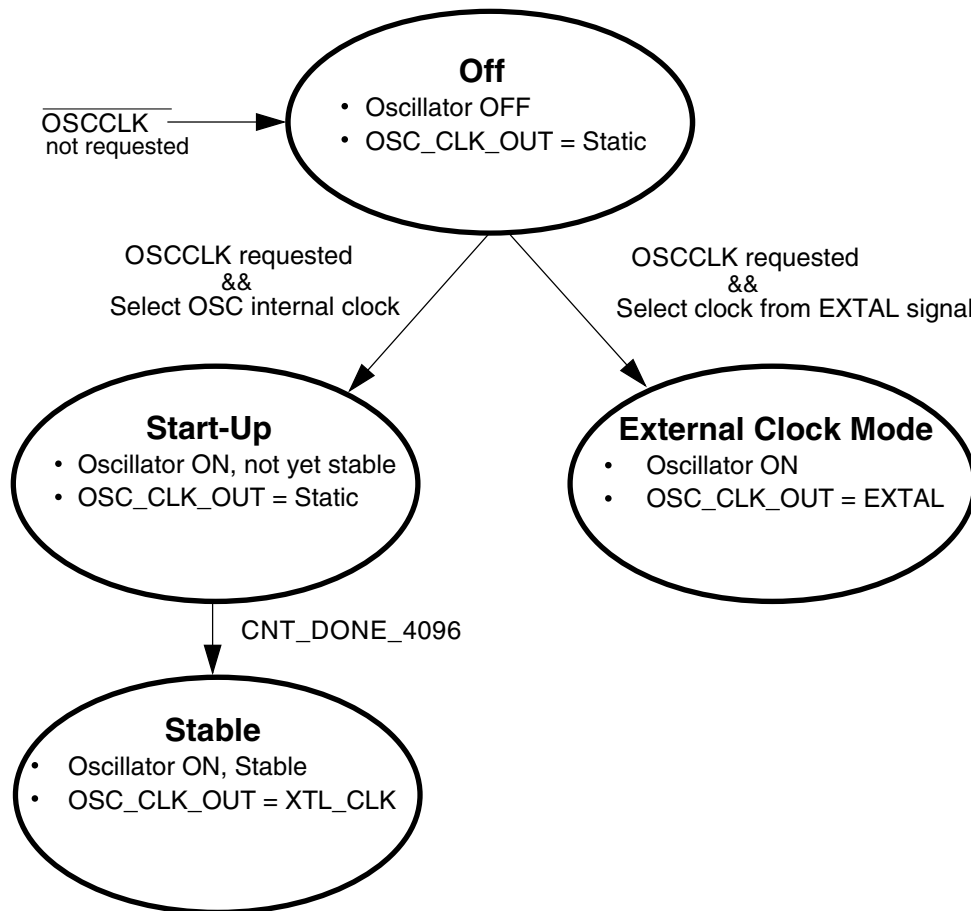 Off
• Oscillator OFF
• OSC_CLK_OUT = Static
OSCCLK
not requested
OSCCLK requested
&&
Select OSC internal clock
OSCCLK requested
&&
Select clock from EXTAL signal
Start-Up
• Oscillator ON, not yet stable
• OSC_CLK_OUT = Static
External Clock Mode
• Oscillator ON
• OSC_CLK_OUT = EXTAL
CNT_DONE_4096
Stable
• Oscillator ON, Stable
• OSC_CLK_OUT = XTL_CLK